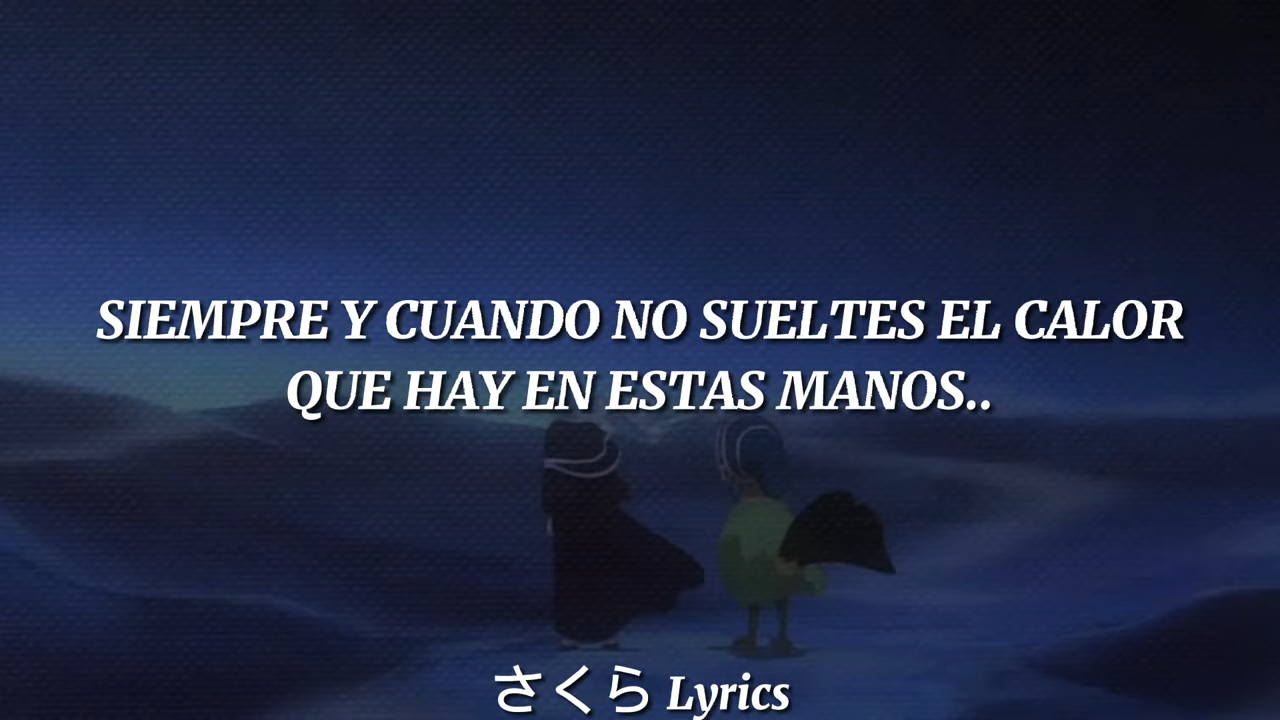 SIEMPRE Y CUANDO NO SUELTES EL CALOR
QUE HAY EN ESTAS MANOS..
さくら Lyrics